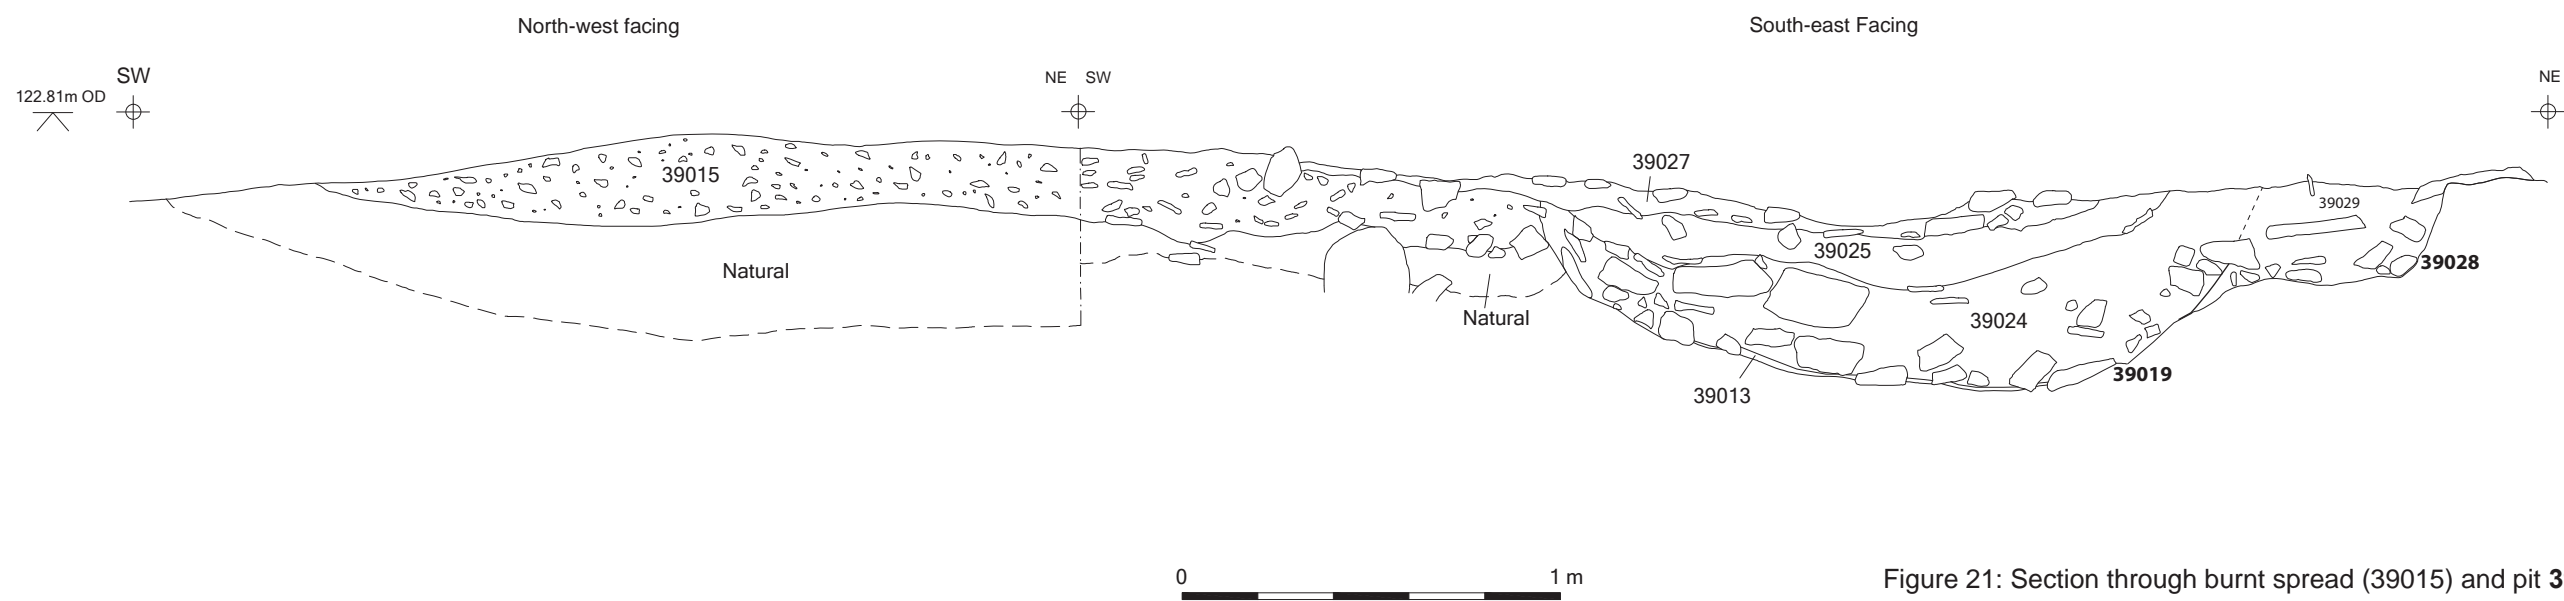 North-west facing
South-east Facing
SW
NE SW
NE
122.81m OD
39027
39015
39029
39025
39028
Natural
39024
Natural
39019
39013
0 1 m
Figure 21: Section through burnt spread (39015) and pit 3